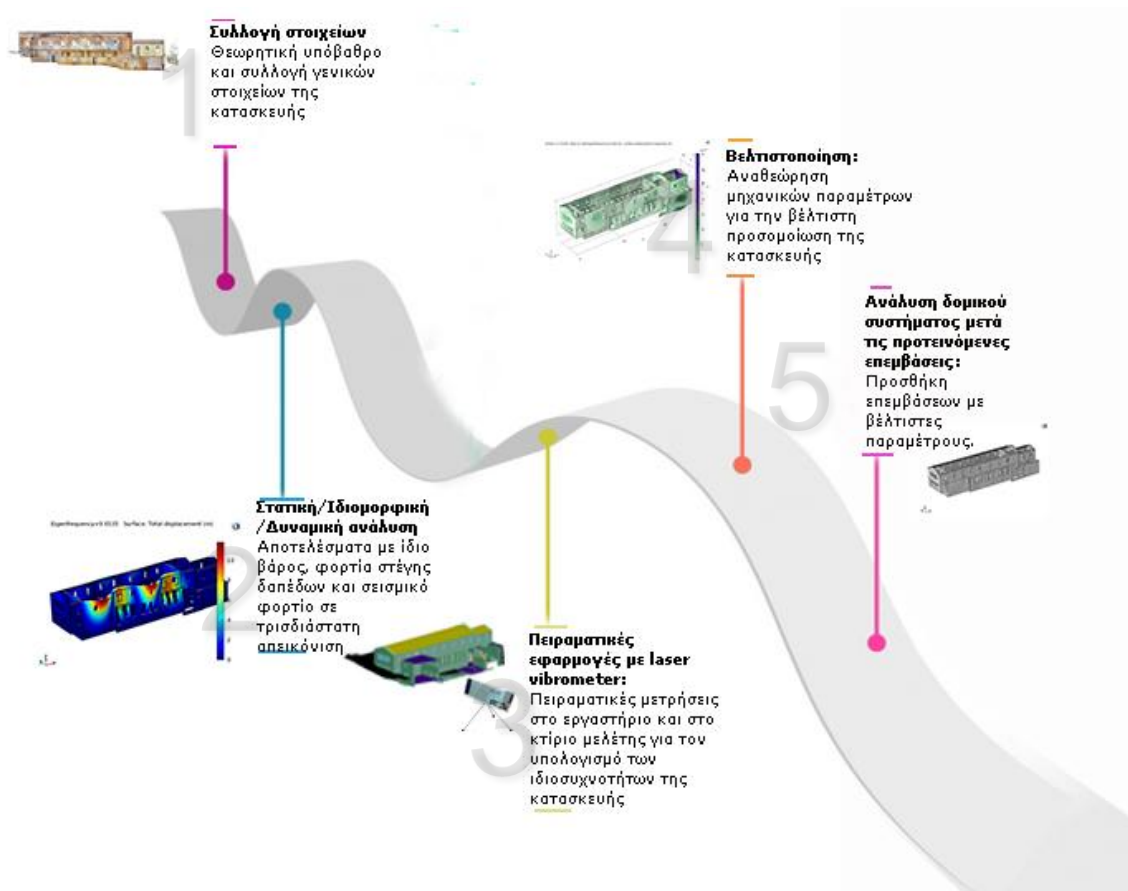 1
Συλλογή στοιχείων
Θεωρητική υπόβαθρο
και συλλογή γενικών
στοιχείων της
κατασκευής
2
Στατική/Ιδιομορφική
/Δυναμική ανάλυση
Αποτελέσματα με ίδιο
βάρος, φορτία στέγης
δαπέδων και σεισμικό
φορτίο σε
τρισδιάστατη
απεικόνιση
3
Πειραματικές
εφαρμογές με laser
vibrometer:
Πειραματικές μετρήσεις
στο εργαστήριο και στο
κτίριο μελέτης για τον
υπολογισμό των
ιδιοσυχνοτήτων της
κατασκευής
4
Βελτιστοποίηση:
Αναθεώρηση
μηχανικών παραμέτρων
για την βέλτιστη
προσομοίωση της
κατασκευής
5
Ανάλυση δομικού
συστήματος μετά
τις προτεινόμενες
επεμβάσεις:
Προσθήκη
επεμβάσεων με
βέλτιστες
παραμέτρους.
Surface: Total displacement (m)